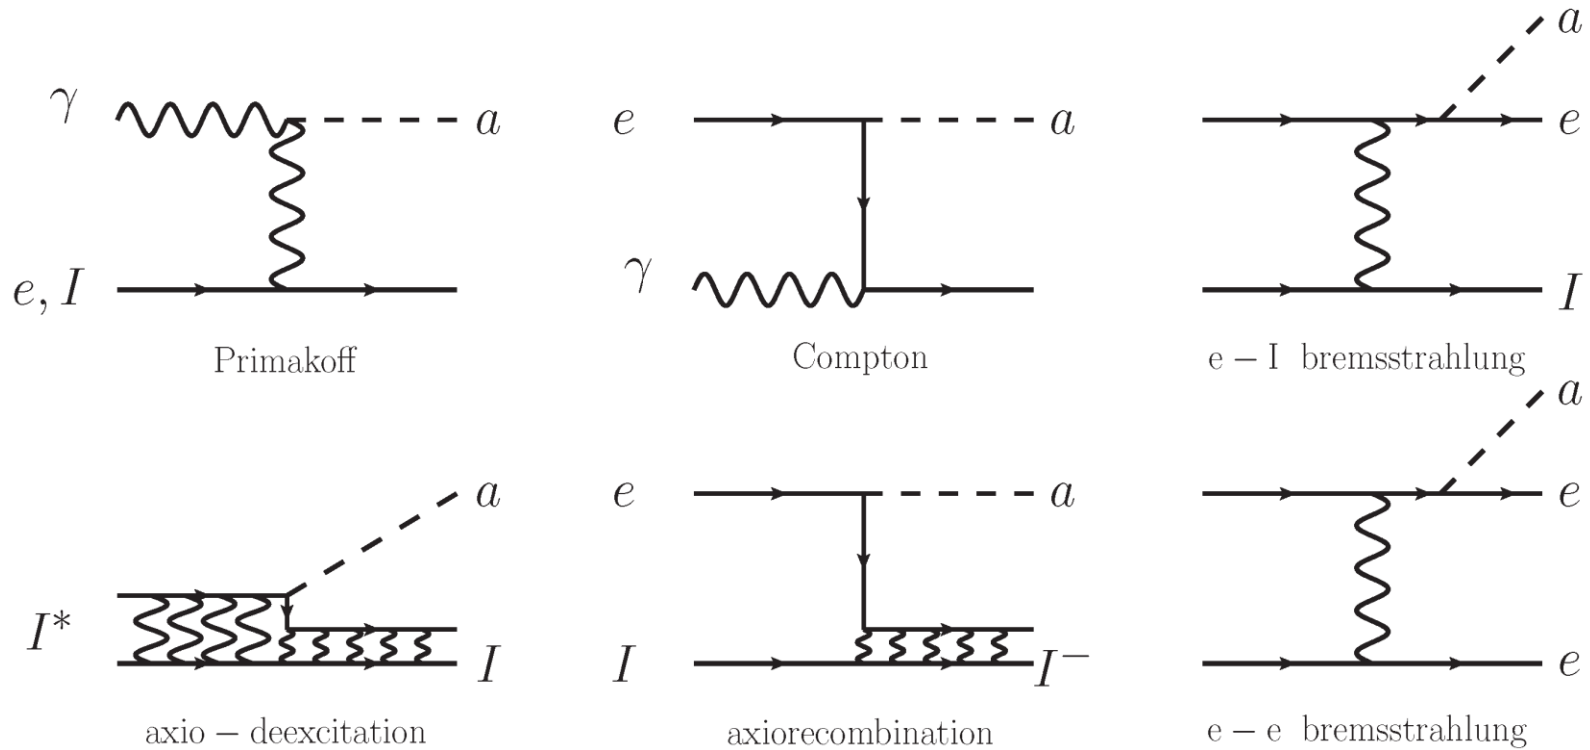 γ
a
e, I
Primakoff
e
a
γ
Compton
a
e
I
e − I bremsstrahlung
a
I*
I
axio − deexcitation
e
a
I
I⁻
axiorecombination
a
e
e
e − e bremsstrahlung